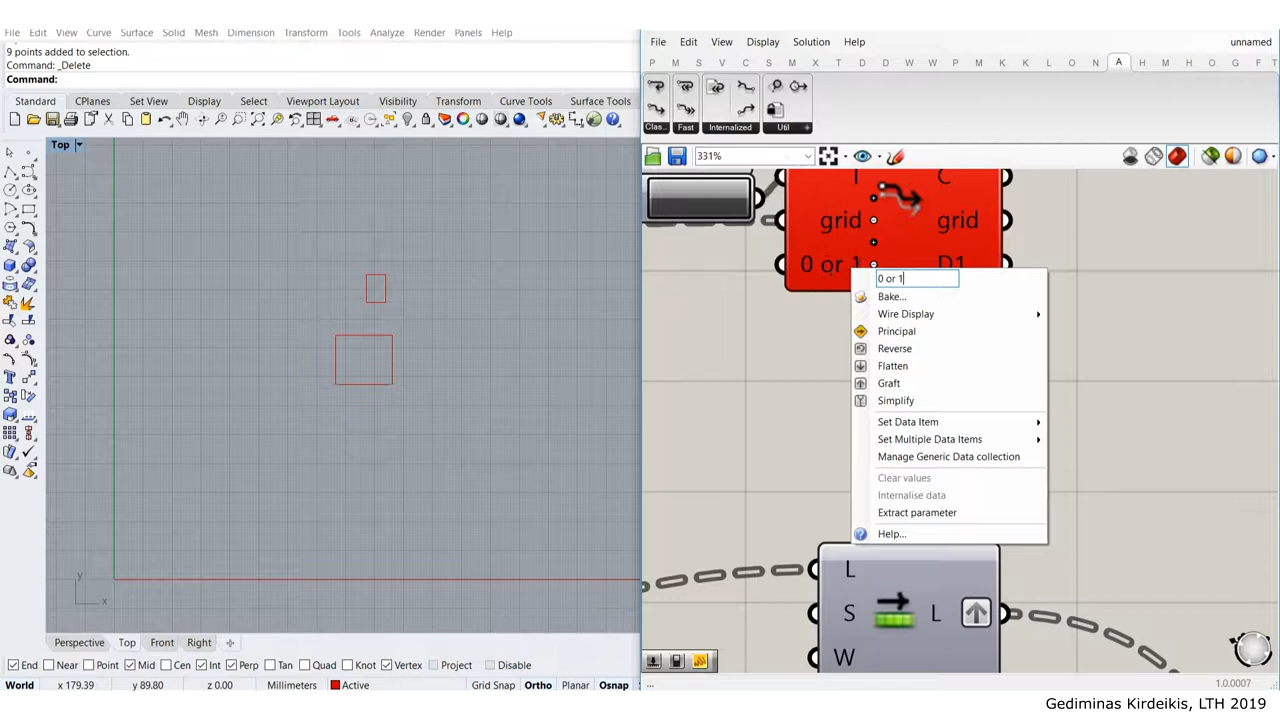 File Edit View Curve Surface Solid Mesh Dimension Transform Tools Analyze Render Panels Help
9 points added to selection.
Command: _Delete
Command:
Standard CPlanes Set View Display Select Viewport Layout Visibility Transform Curve Tools Surface Tools
Top
y
x
Perspective Top Front Right
End Near Point Mid Cen Int Perp Tan Quad Knot Vertex Project Disable
World x 179.39 y 89.80 z 0.00 Millimeters Active Grid Snap Ortho Planar Osnap
File Edit View Display Solution Help unnamed
P M S V C S M X T D D W P M K K L O N A H M E C D F O G F T
Clas... Fast Internalized Util
331%
I C
grid grid
0 or 1 D1
0 or 1
Bake...
Wire Display
Principal
Reverse
Flatten
Graft
Simplify
Set Data Item
Set Multiple Data Items
Manage Generic Data collection
Clear values
Internalise data
Extract parameter
Help...
L
S L
W
... 1.0.0007
Gediminas Kirdeikis, LTH 2019